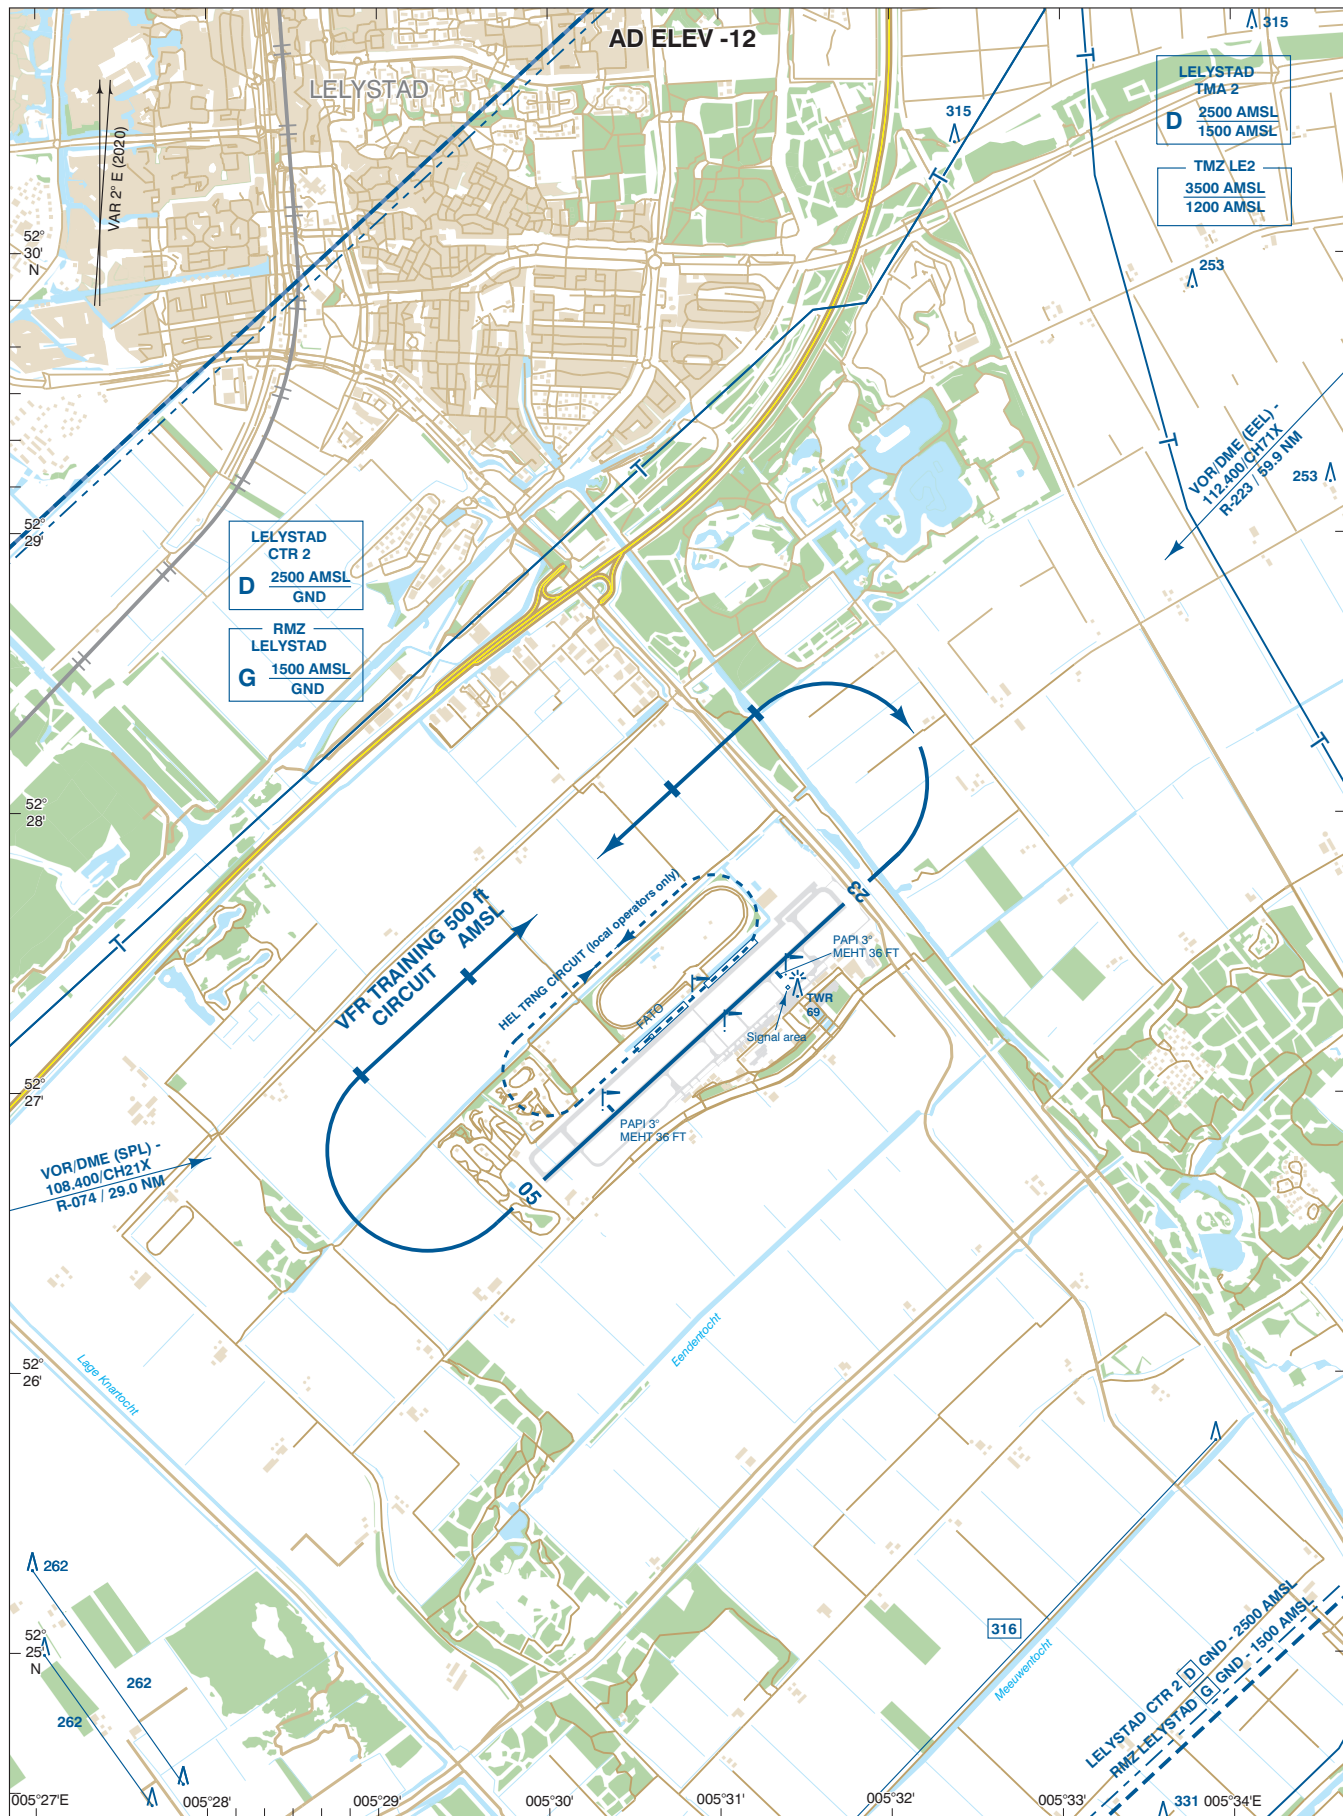 AD ELEV -12
315
LELYSTAD
LELYSTAD
TMA 2
D 2500 AMSL
1500 AMSL
TMZ LE2
3500 AMSL
1200 AMSL
315
VAR 2° E (2020)
52°
30'
N
253
VOR/DME (EEL) -
112.400/CH71X
R-223 / 59.9 NM
253
52°
29'
LELYSTAD
CTR 2
D 2500 AMSL
GND
RMZ
LELYSTAD
G 1500 AMSL
GND
52°
28'
23
VFR TRAINING 500 ft
CIRCUIT AMSL
HEL TRNG CIRCUIT (local operators only)
PAPI 3°
MEHT 36 FT
TWR
69
FATO
Signal area
52°
27'
PAPI 3°
MEHT 36 FT
VOR/DME (SPL) -
108.400/CH21X
R-074 / 29.0 NM
05
Eendentocht
Lage Knartocht
52°
26'
262
316
52°
25'
N
262
262
Meeuwentocht
LELYSTAD CTR 2 D GND - 2500 AMSL
RMZ LELYSTAD G GND - 1500 AMSL
005°27'E
005°28'
005°29'
005°30'
005°31'
005°32'
005°33'
331
005°34'E